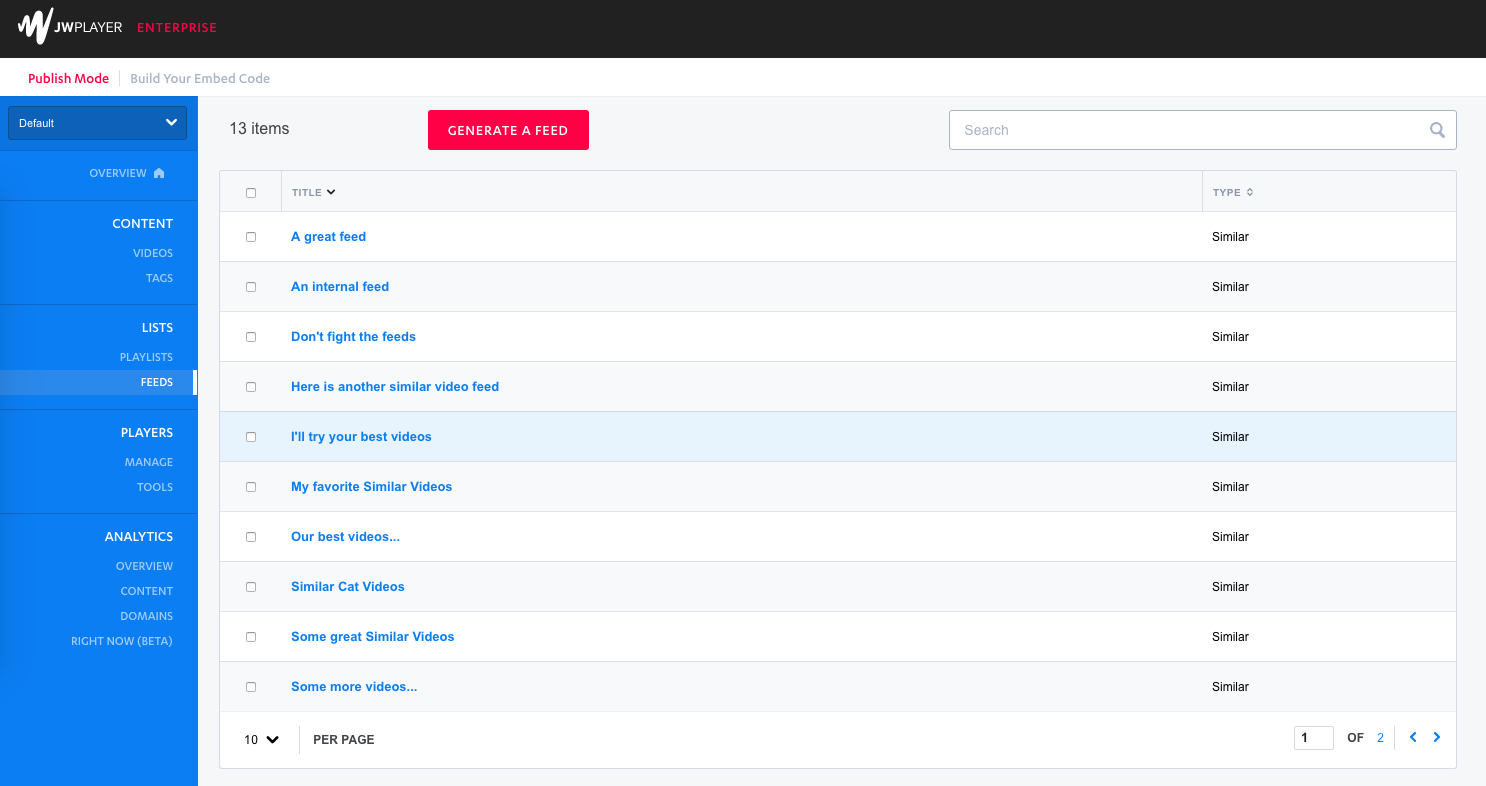 JWPLAYER ENTERPRISE
Publish Mode Build Your Embed Code
Default
OVERVIEW
CONTENT
VIDEOS
TAGS
LISTS
PLAYLISTS
FEEDS
PLAYERS
MANAGE
TOOLS
ANALYTICS
OVERVIEW
CONTENT
DOMAINS
RIGHT NOW (BETA)
13 items GENERATE A FEED Search
TITLE TYPE
A great feed Similar
An internal feed Similar
Don't fight the feeds Similar
Here is another similar video feed Similar
I'll try your best videos Similar
My favorite Similar Videos Similar
Our best videos... Similar
Similar Cat Videos Similar
Some great Similar Videos Similar
Some more videos... Similar
10 PER PAGE 1 OF 2